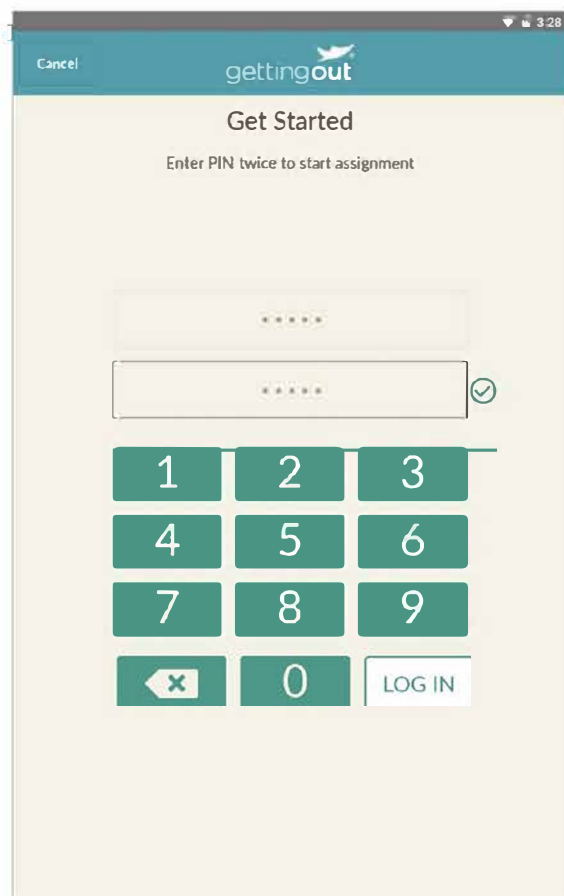 3:28
Cancel
gettingout
Get Started
Enter PIN twice to start assignment
1 2 3
4 5 6
7 8 9
0 LOG IN